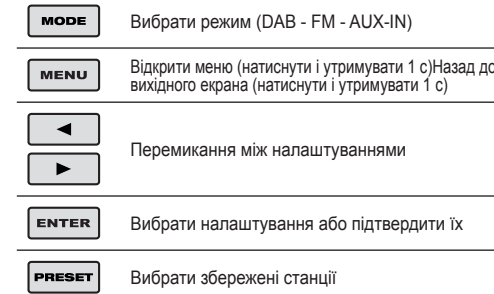 MODE Вибрати режим (DAB - FM - AUX-IN)
MENU Відкрити меню (натиснути і утримувати 1 с)Назад до
вихідного екрана (натиснути і утримувати 1 с)
◄
► Перемикання між налаштуваннями
ENTER Вибрати налаштування або підтвердити їх
PRESET Вибрати збережені станції